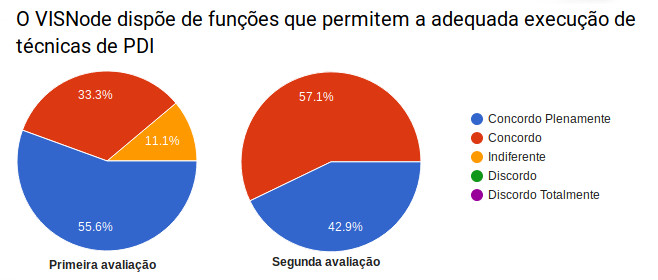 O VISNode dispõe de funções que permitem a adequada execução de
técnicas de PDI
33.3%
11.1%
55.6%
Primeira avaliação
57.1%
42.9%
Segunda avaliação
Concordo Plenamente
Concordo
Indiferente
Discordo
Discordo Totalmente